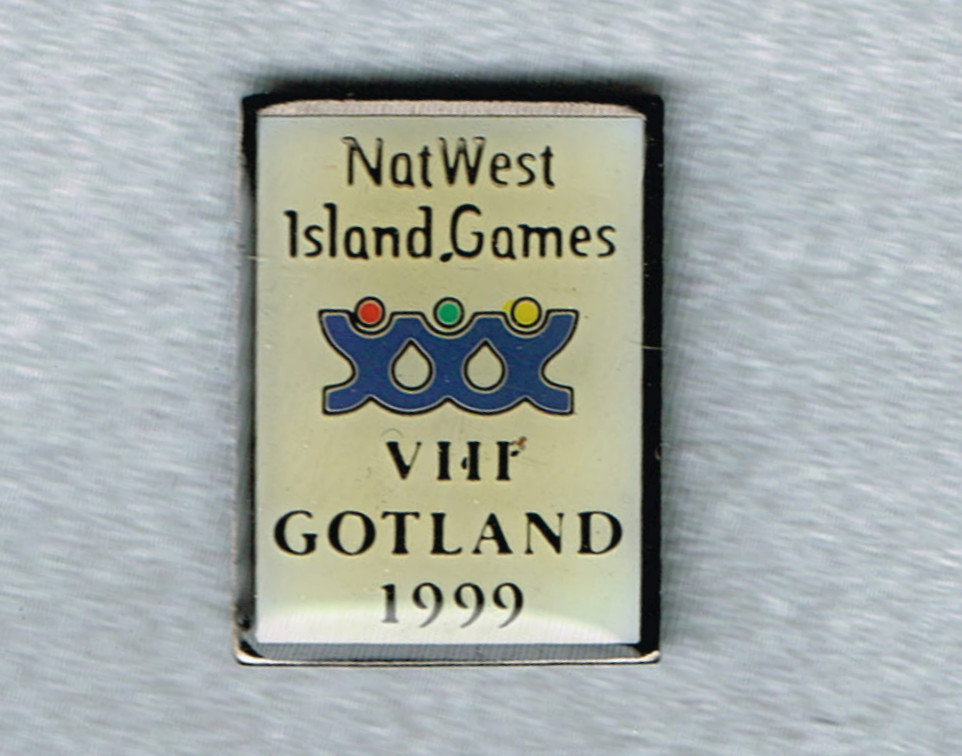 NatWest
Island Games
VIII
GOTLAND
1999